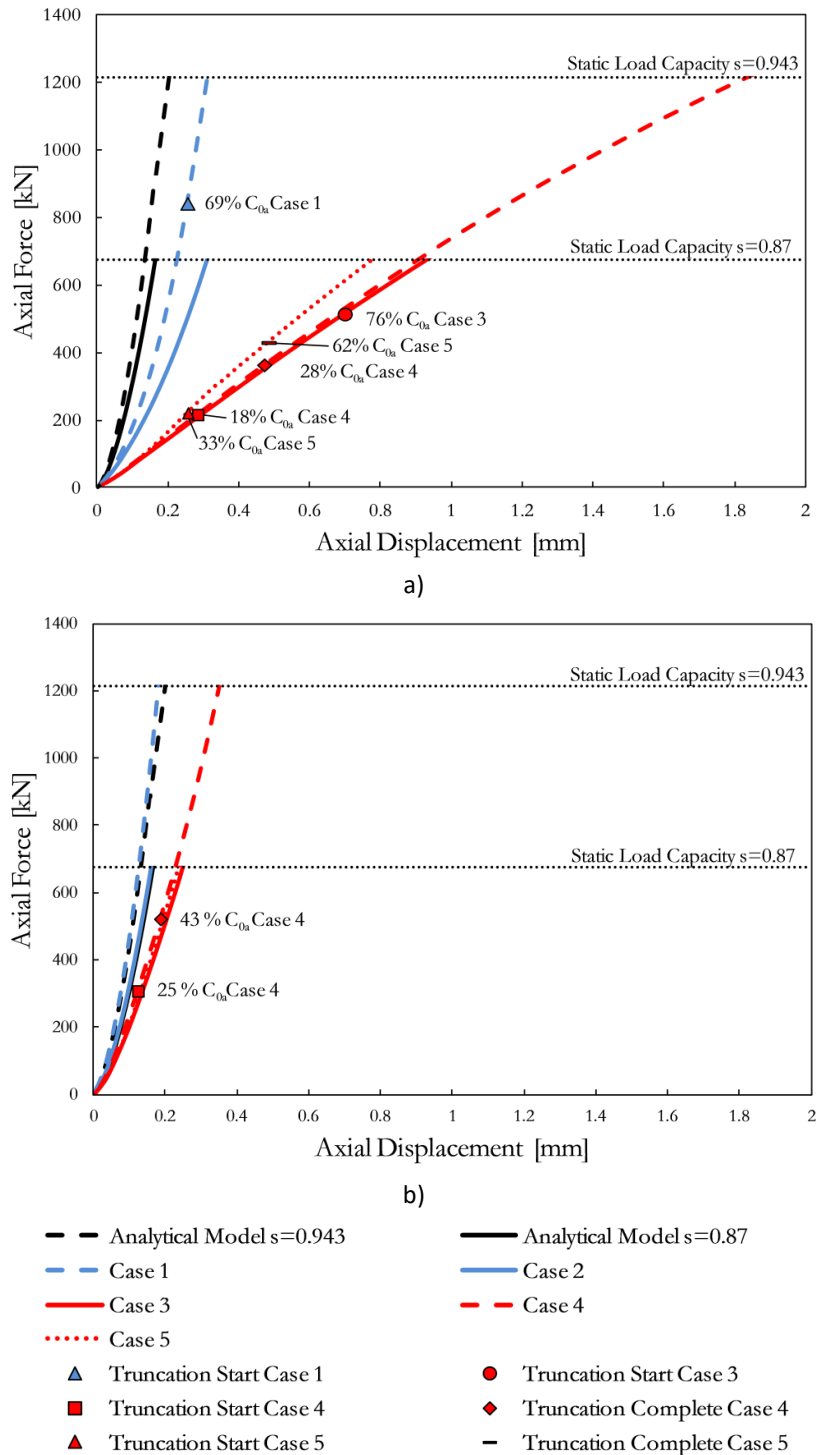 1400
Static Load Capacity s=0.943
1200
1000
69% C0a Case 1
800
Static Load Capacity s=0.87
600
76% C0a Case 3
62% C0a Case 5
400
28% C0a Case 4
200
18% C0a Case 4
33% C0a Case 5
0
0 0.2 0.4 0.6 0.8 1 1.2 1.4 1.6 1.8 2
Axial Force [kN]
Axial Displacement [mm]
a)
1400
Static Load Capacity s=0.943
1200
1000
800
Static Load Capacity s=0.87
600
43 % C0a Case 4
400
25 % C0a Case 4
200
0
0 0.2 0.4 0.6 0.8 1 1.2 1.4 1.6 1.8 2
Axial Force [kN]
Axial Displacement [mm]
b)
Analytical Model s=0.943
Analytical Model s=0.87
Case 1
Case 2
Case 3
Case 4
Case 5
Truncation Start Case 1
Truncation Start Case 3
Truncation Start Case 4
Truncation Complete Case 4
Truncation Start Case 5
Truncation Complete Case 5